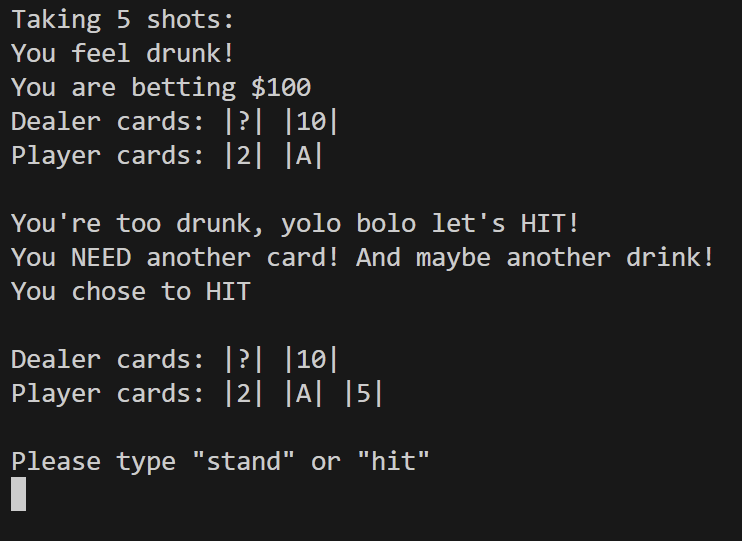 Taking 5 shots:
You feel drunk!
You are betting $100
Dealer cards: |?| |10|
Player cards: |2| |A|
You're too drunk, yolo bolo let's HIT!
You NEED another card! And maybe another drink!
You chose to HIT
Dealer cards: |?| |10|
Player cards: |2| |A| |5|
Please type "stand" or "hit"